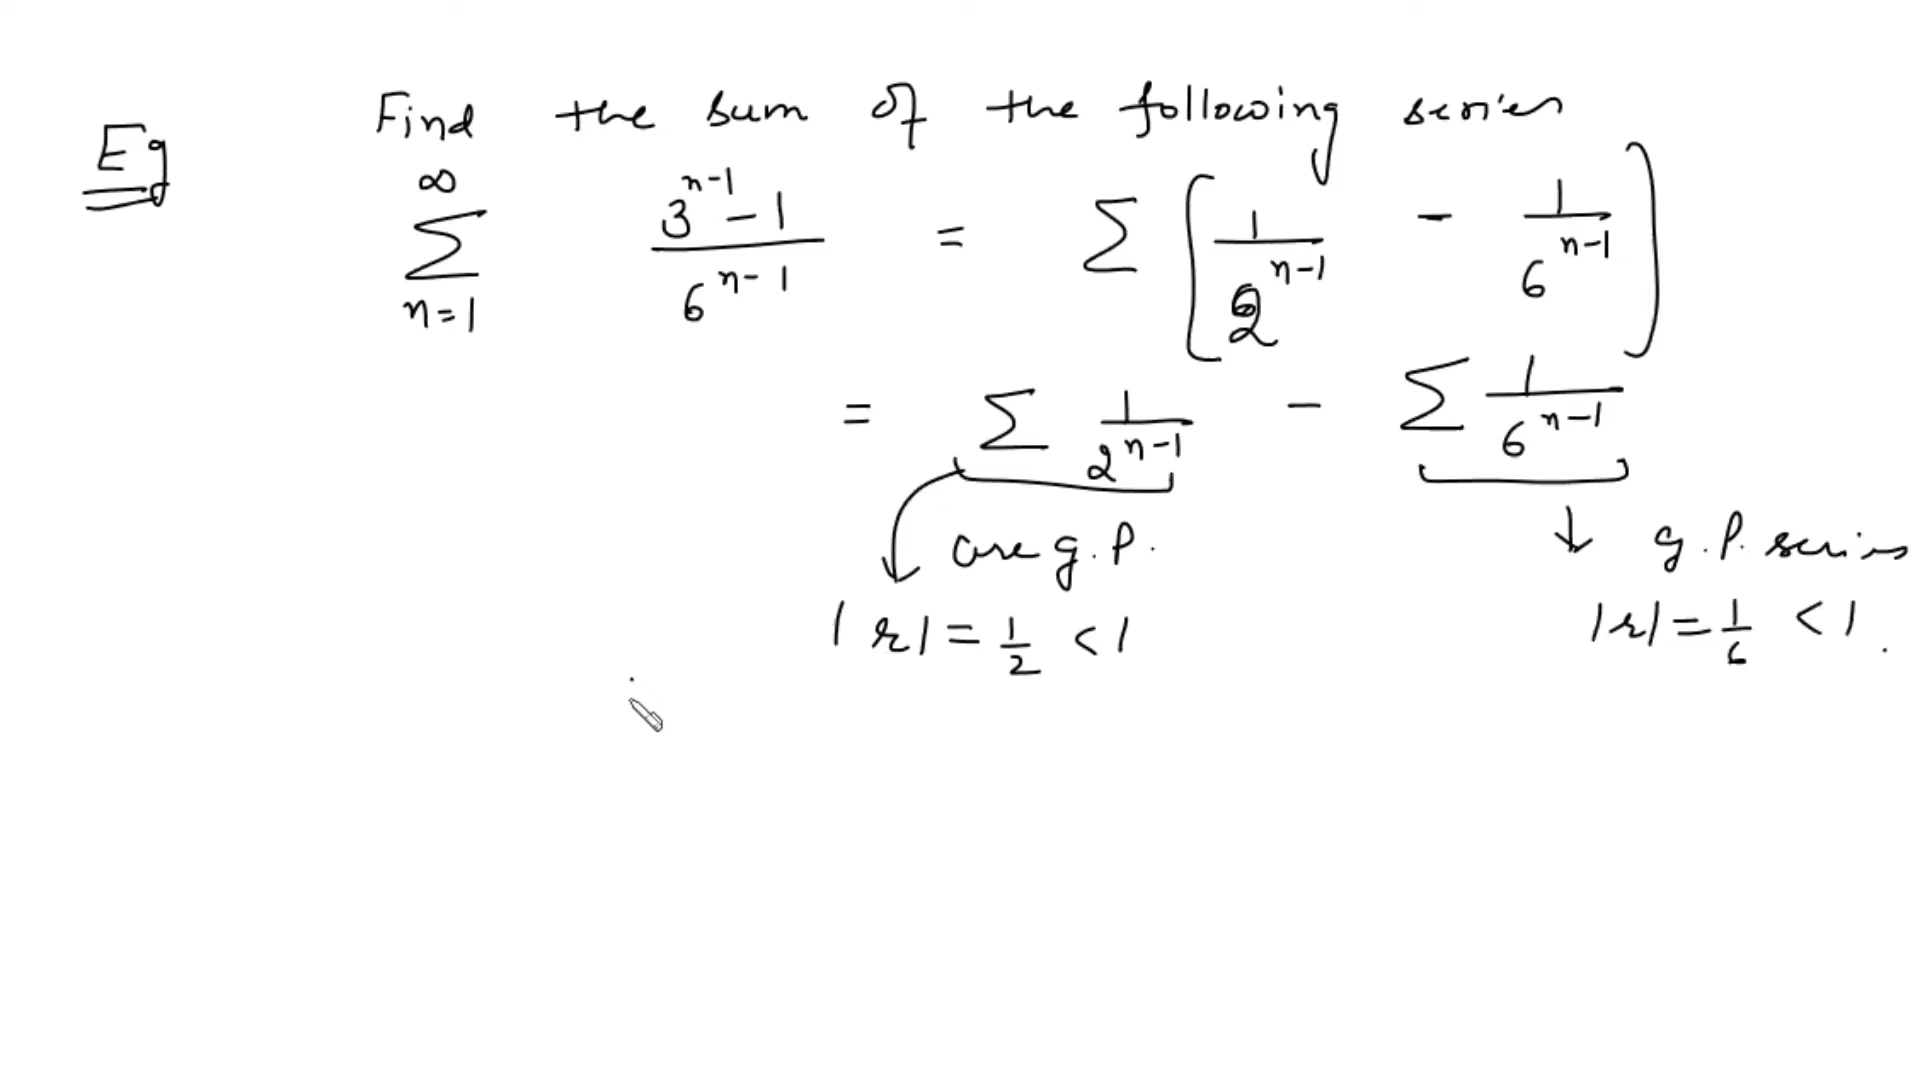 Eg Find the sum of the following series
∞
∑ (3^{n-1} - 1) / 6^{n-1} = ∑ [ 1 / 2^{n-1} - 1 / 6^{n-1} ]
n=1
= ∑ 1 / 2^{n-1} - ∑ 1 / 6^{n-1}
are g.P. g.P. series
|r| = 1/2 < 1 |r| = 1/6 < 1.